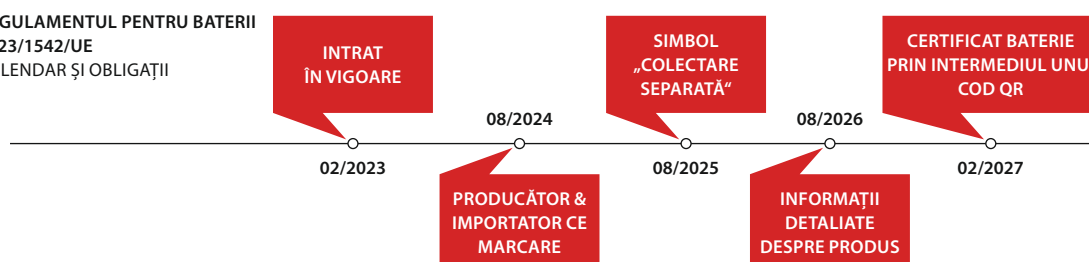 GULAMENTUL PENTRU BATERII
23/1542/UE
LENDAR ȘI OBLIGAȚII
INTRAT
ÎN VIGOARE
02/2023
08/2024
PRODUCĂTOR &
IMPORTATOR CE
MARCARE
SIMBOL
„COLECTARE
SEPARATĂ“
08/2025
08/2026
INFORMAȚII
DETALIATE
DESPRE PRODUS
CERTIFICAT BATERIE
PRIN INTERMEDIUL UNU
COD QR
02/2027